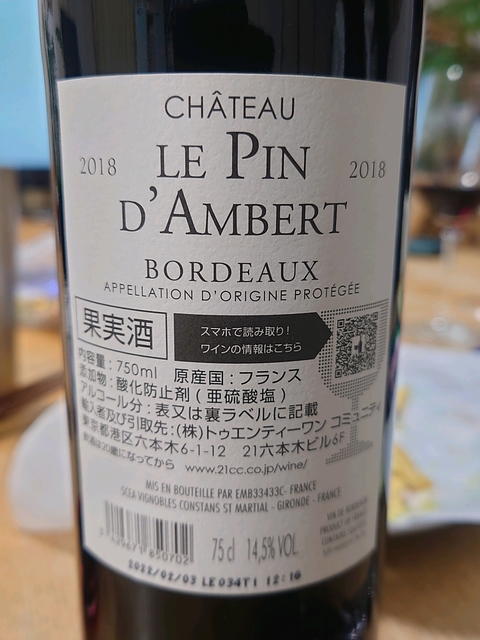 CHÂTEAU
2018 LE PIN 2018
D'AMBERT
BORDEAUX
APPELLATION D'ORIGINE PROTÉGÉE
果実酒
スマホで読み取り!
ワインの情報はこちら
内容量:750ml 原産国:フランス
添加物:酸化防止剤(亜硫酸塩)
アルコール分:表又は裏ラベルに記載
輸入者及び引取先:(株)トゥエンティーワン コミュニティ
東京都港区六本木6-1-12 21六本木ビル6F
飲酒は20歳になってから www.21cc.co.jp/wine/
MIS EN BOUTEILLE PAR EMB33433C- FRANCE
SCEA VIGNOBLES CONSTANS ST MARTIAL - GIRONDE - FRANCE
VIN DE BORDEAUX
PRODUCT OF FRANCE
75cl 14,5%VOL
2022/02/03 LE034T1 12:16